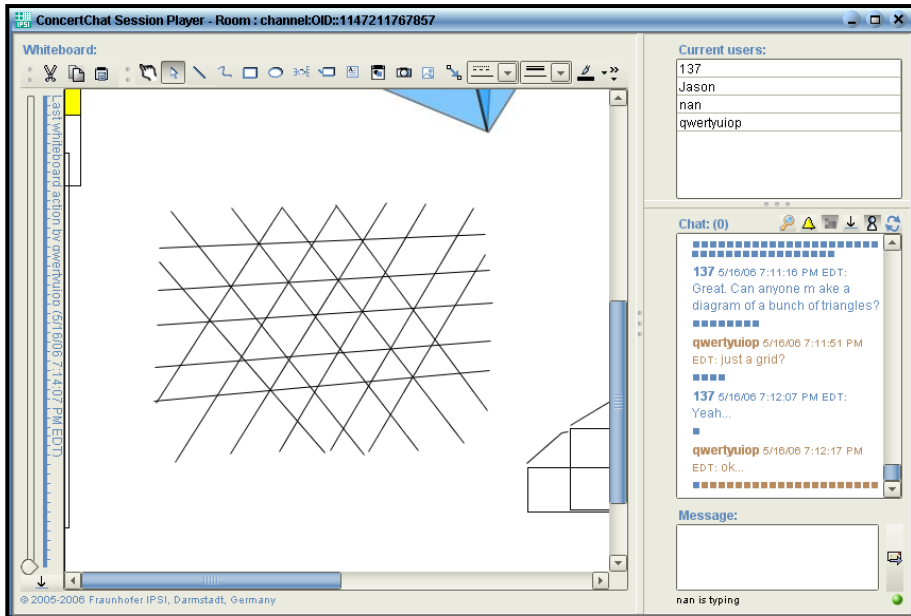 ConcertChat Session Player - Room : channel:OID::1147211767857
Whiteboard:
Last whiteboard action by qwertyuiop (5/16/06 7:14:07 PM EDT)
© 2005-2006 Fraunhofer IPSI, Darmstadt, Germany
Current users:
137
Jason
nan
qwertyuiop
Chat: (0)
137 5/16/06 7:11:16 PM EDT:
Great. Can anyone m ake a
diagram of a bunch of triangles?
qwertyuiop 5/16/06 7:11:51 PM
EDT: just a grid?
137 5/16/06 7:12:07 PM EDT:
Yeah...
qwertyuiop 5/16/06 7:12:17 PM
EDT: ok...
Message:
nan is typing